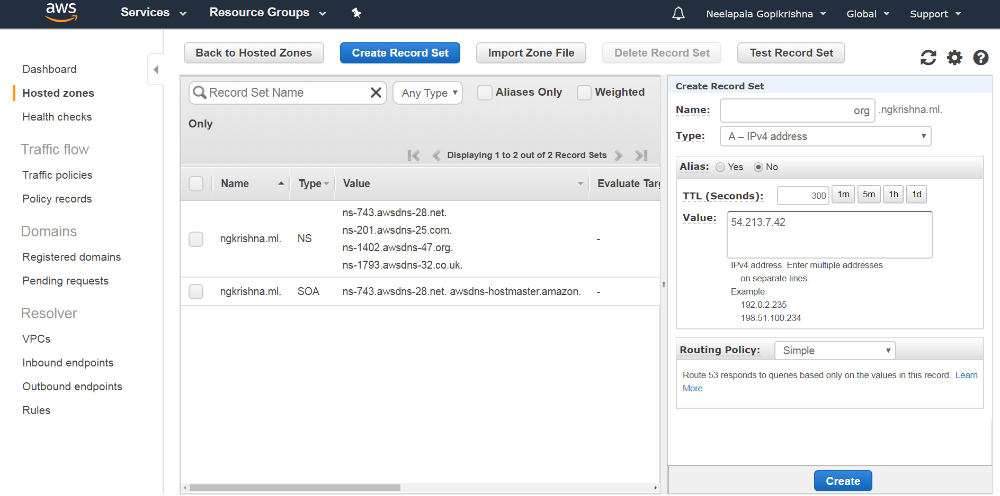 aws Services Resource Groups Neelapala Gopikrishna Global Support
Back to Hosted Zones Create Record Set Import Zone File Delete Record Set Test Record Set
Dashboard
Hosted zones
Health checks
Traffic flow
Traffic policies
Policy records
Domains
Registered domains
Pending requests
Resolver
VPCs
Inbound endpoints
Outbound endpoints
Rules
Record Set Name Any Type Aliases Only Weighted
Only
Displaying 1 to 2 out of 2 Record Sets
Name Type Value Evaluate Targ
ngkrishna.ml. NS
ns-743.awsdns-28.net.
ns-201.awsdns-25.com.
ns-1402.awsdns-47.org.
ns-1793.awsdns-32.co.uk.
-
ngkrishna.ml. SOA ns-743.awsdns-28.net. awsdns-hostmaster.amazon. -
Create Record Set
Name: org .ngkrishna.ml.
Type: A – IPv4 address
Alias: Yes No
TTL (Seconds): 300 1m 5m 1h 1d
Value: 54.213.7.42
IPv4 address. Enter multiple addresses
on separate lines.
Example:
192.0.2.235
198.51.100.234
Routing Policy: Simple
Route 53 responds to queries based only on the values in this record. Learn
More
Create